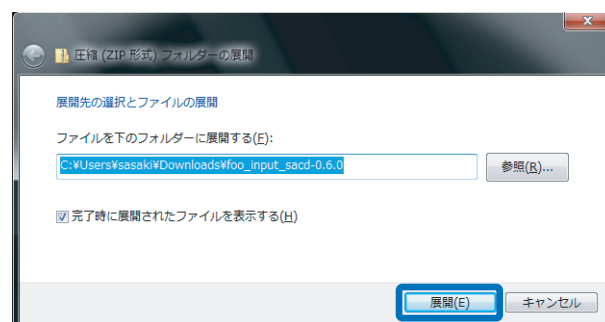 圧縮 (ZIP 形式) フォルダーの展開
展開先の選択とファイルの展開
ファイルを下のフォルダーに展開する(F):
C:¥Users¥sasaki¥Downloads¥foo_input_sacd-0.6.0
参照(R)...
完了時に展開されたファイルを表示する(H)
展開(E)
キャンセル